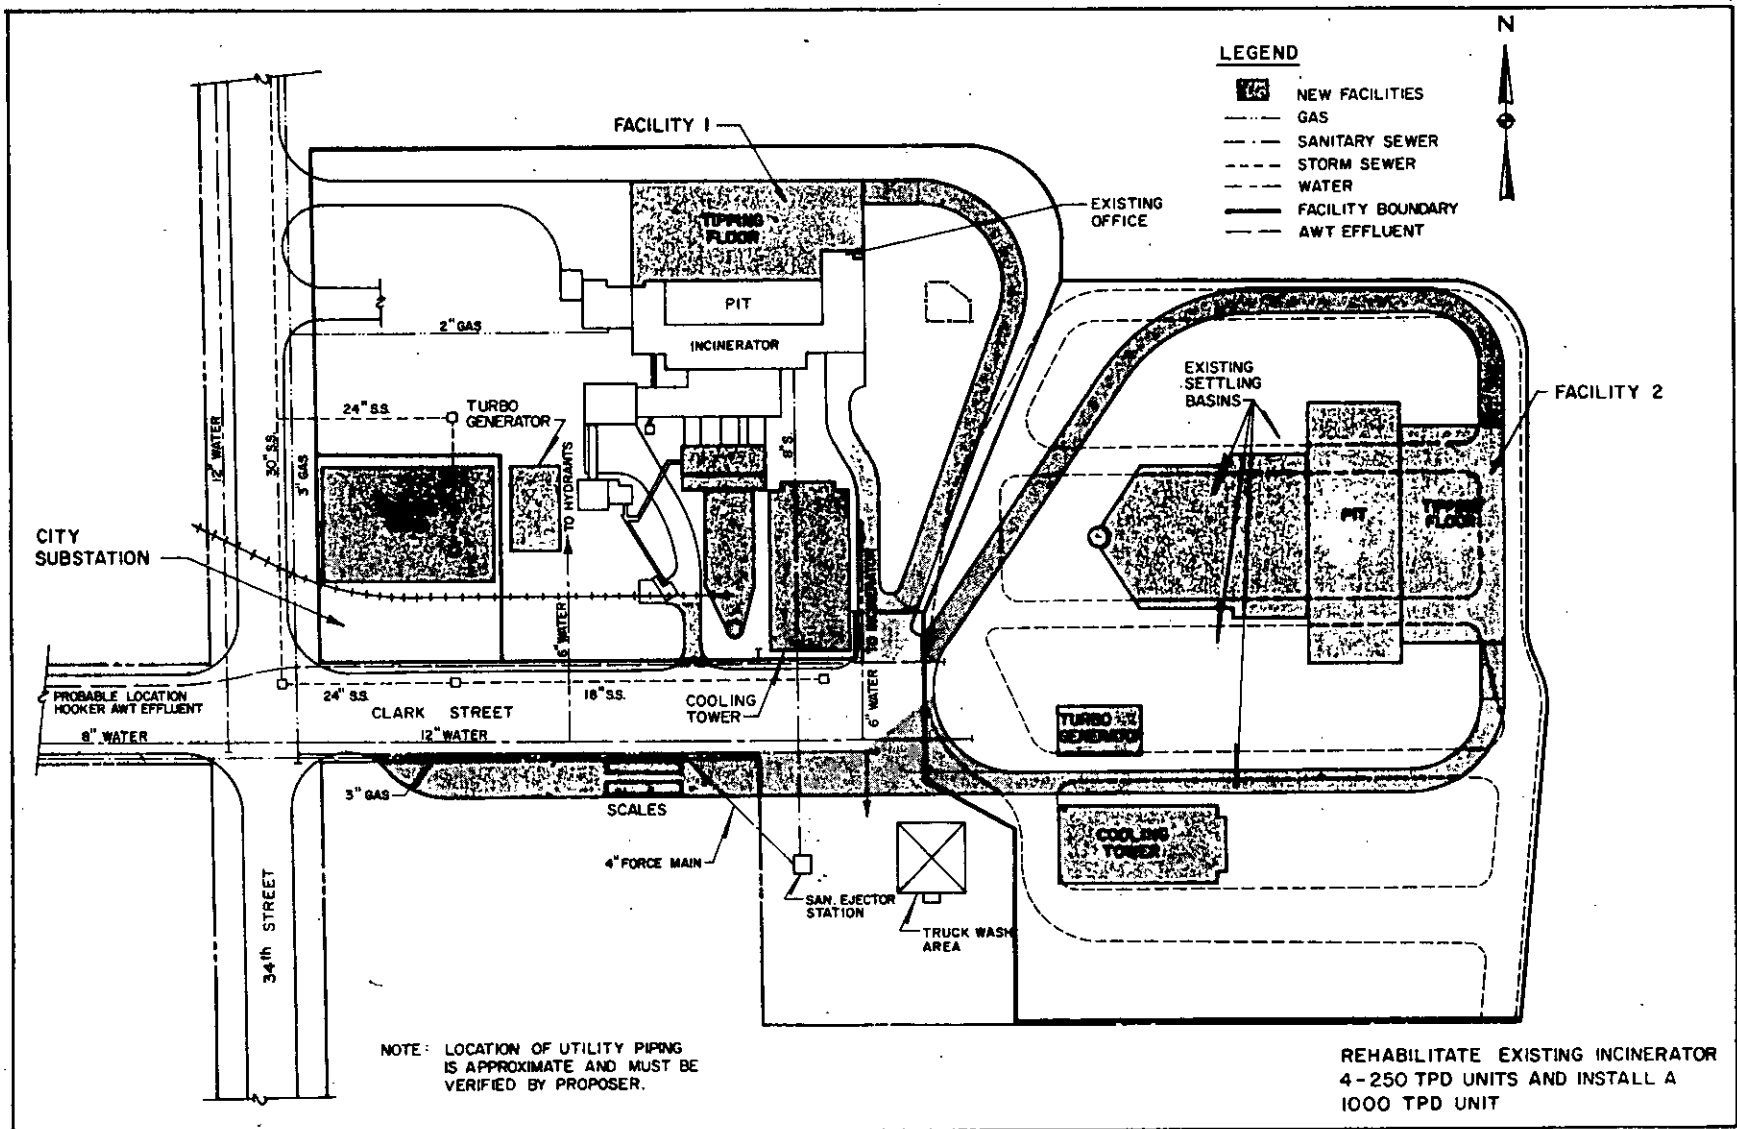 N
LEGEND
NEW FACILITIES
GAS
SANITARY SEWER
STORM SEWER
WATER
FACILITY BOUNDARY
AWT EFFLUENT
FACILITY 1
TIPPING
FLOOR
EXISTING
OFFICE
PIT
2" GAS
INCINERATOR
EXISTING
SETTLING
BASINS
FACILITY 2
24" S.S.
TURBO
GENERATOR
12" WATER
30" S.S.
3" GAS
8" S.
TO HYDRANTS
6" WATER
PIT
TIPPING
FLOOR
CITY
SUBSTATION
6" WATER TO INCINERATOR
PROBABLE LOCATION
HOOKER AWT EFFLUENT
24" S.S.
18" S.S.
COOLING
TOWER
CLARK STREET
8" WATER
12" WATER
TURBO
GENERATOR
3" GAS
SCALES
COOLING
TOWER
4" FORCE MAIN
SAN. EJECTOR
STATION
TRUCK WASH
AREA
34th STREET
NOTE: LOCATION OF UTILITY PIPING
IS APPROXIMATE AND MUST BE
VERIFIED BY PROPOSER.
REHABILITATE EXISTING INCINERATOR
4-250 TPD UNITS AND INSTALL A
1000 TPD UNIT